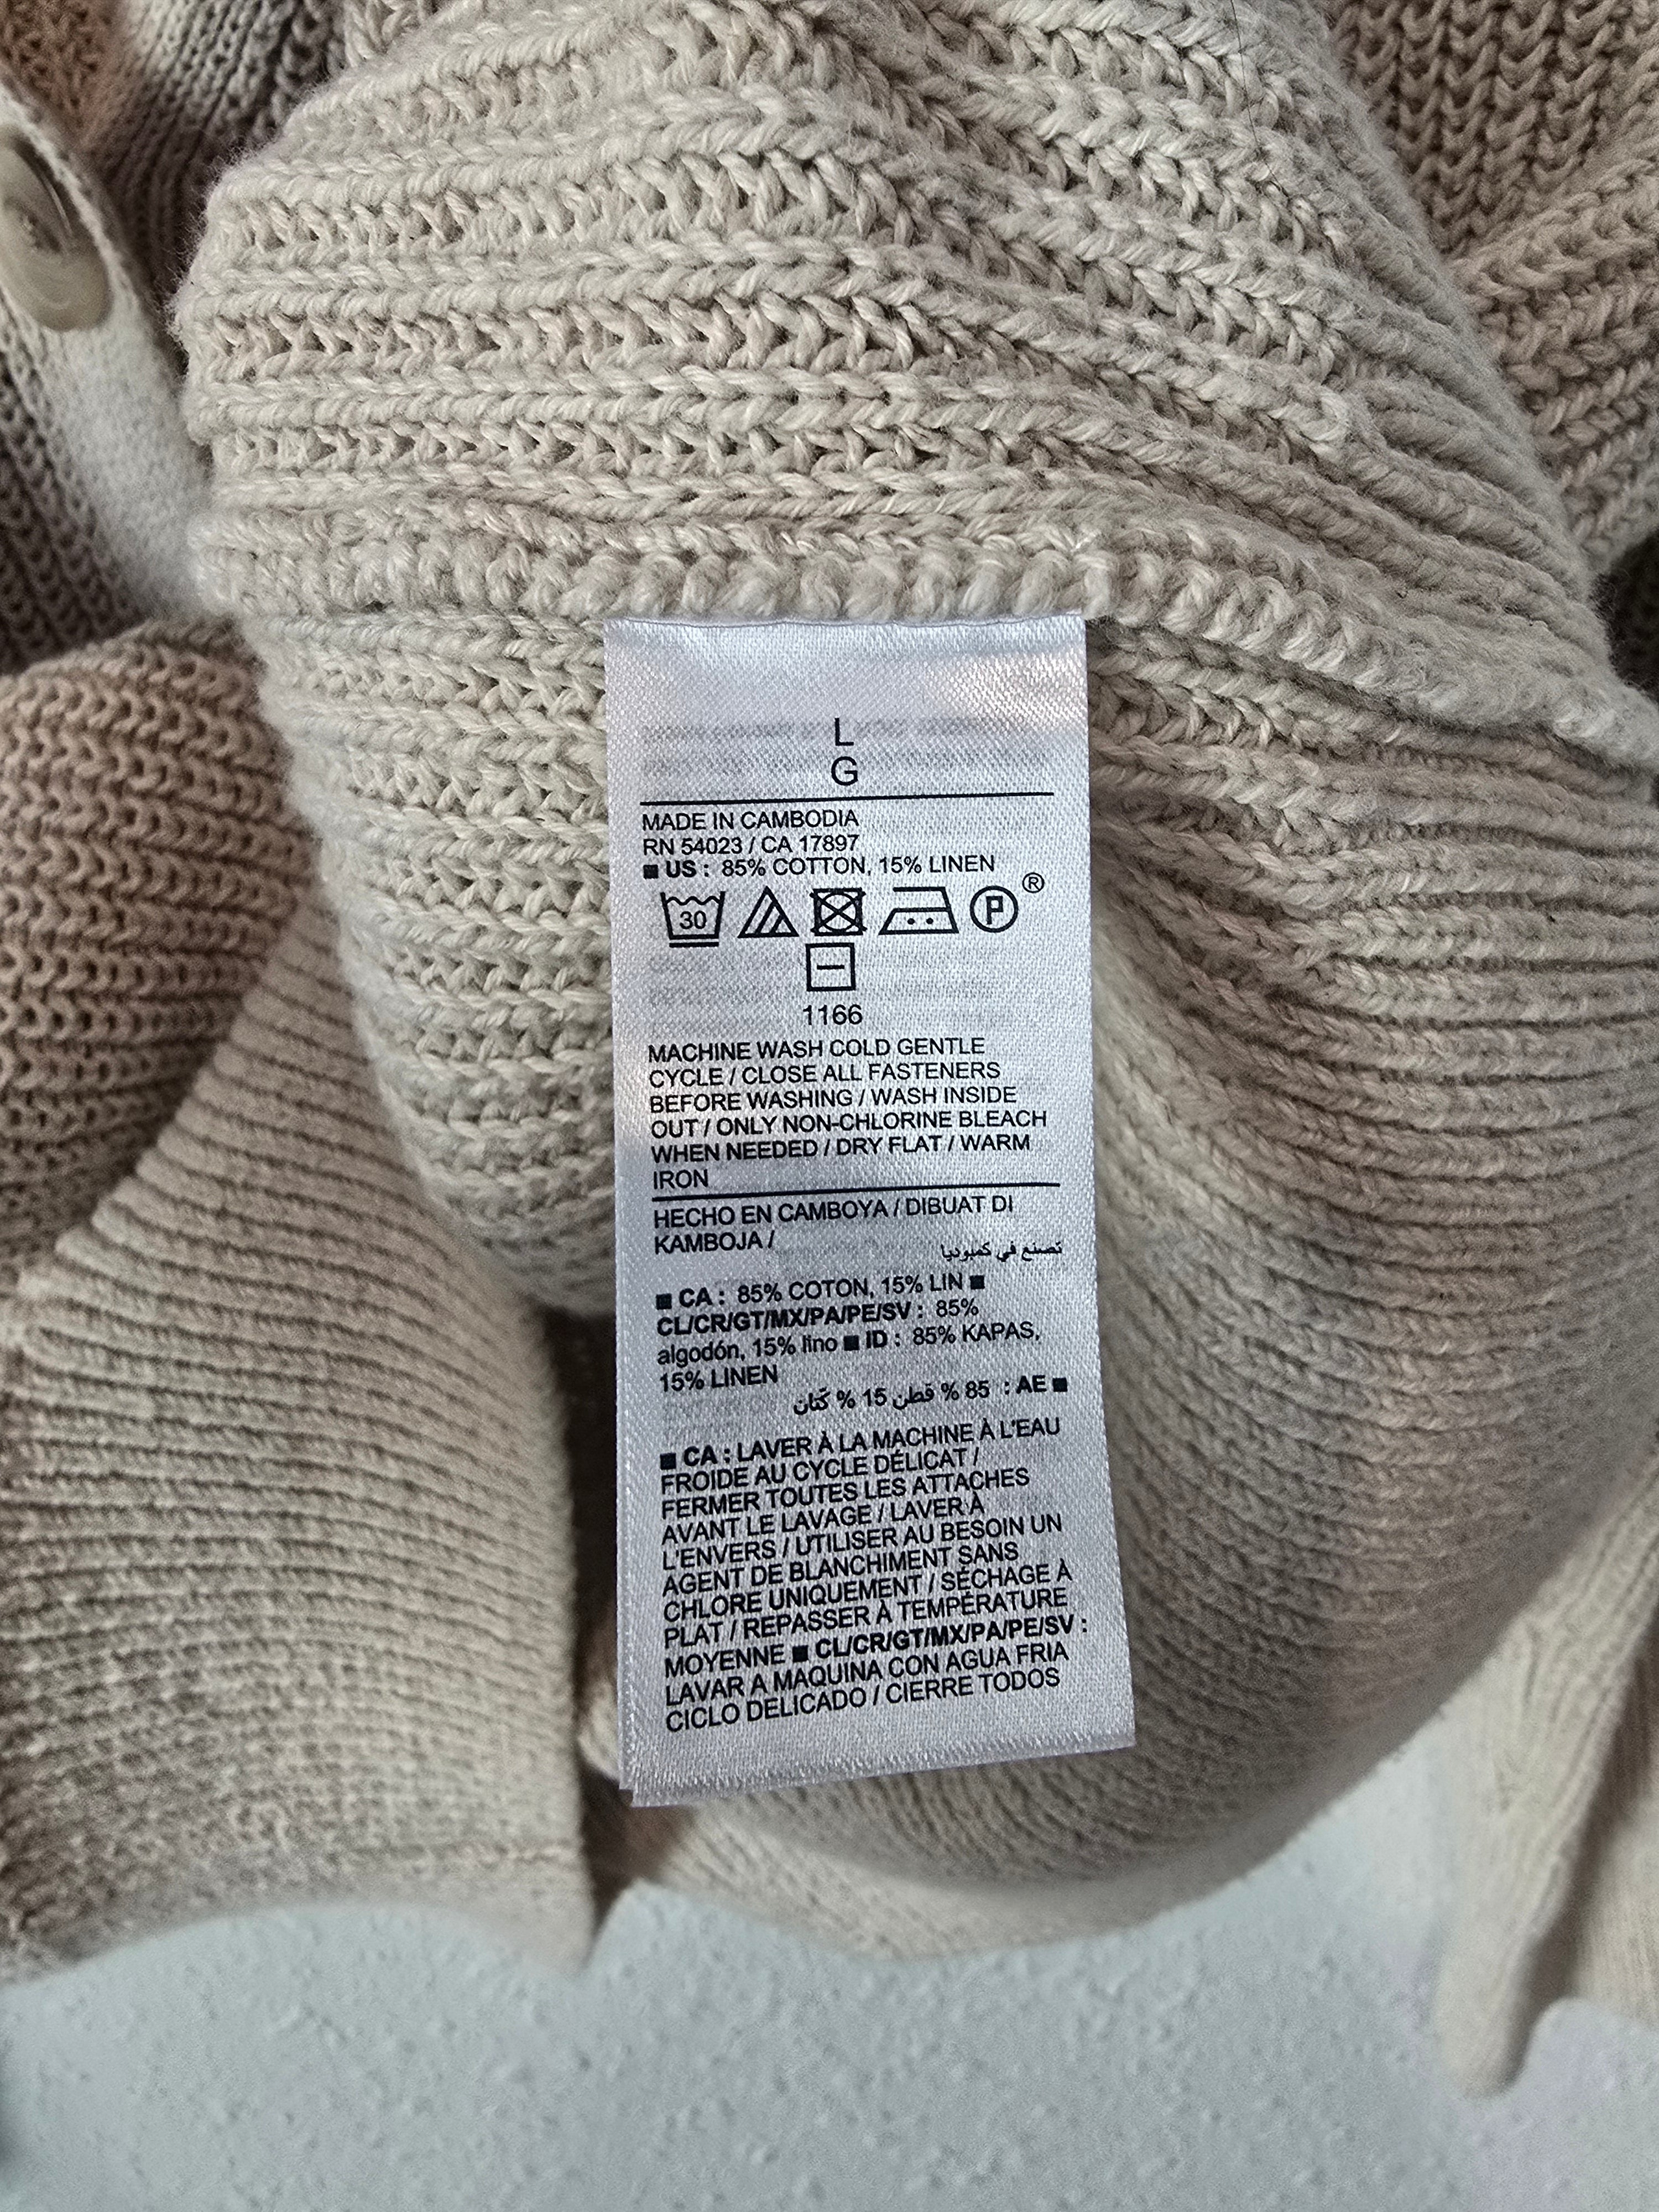 L
G
MADE IN CAMBODIA
RN 54023 / CA 17897
■ US : 85% COTTON, 15% LINEN
30 P ®
1166
MACHINE WASH COLD GENTLE
CYCLE / CLOSE ALL FASTENERS
BEFORE WASHING / WASH INSIDE
OUT / ONLY NON-CHLORINE BLEACH
WHEN NEEDED / DRY FLAT / WARM
IRON
HECHO EN CAMBOYA / DIBUAT DI
KAMBOJA /
تصنع في كمبوديا
■ CA : 85% COTON, 15% LIN ■
CL/CR/GT/MX/PA/PE/SV : 85%
algodón, 15% lino ■ ID : 85% KAPAS,
15% LINEN
■ AE : 85 % قطن 15 % كتّان
■ CA : LAVER À LA MACHINE À L'EAU
FROIDE AU CYCLE DÉLICAT /
FERMER TOUTES LES ATTACHES
AVANT LE LAVAGE / LAVER À
L'ENVERS / UTILISER AU BESOIN UN
AGENT DE BLANCHIMENT SANS
CHLORE UNIQUEMENT / SÉCHAGE À
PLAT / REPASSER À TEMPÉRATURE
MOYENNE ■ CL/CR/GT/MX/PA/PE/SV :
LAVAR A MAQUINA CON AGUA FRIA
CICLO DELICADO / CIERRE TODOS